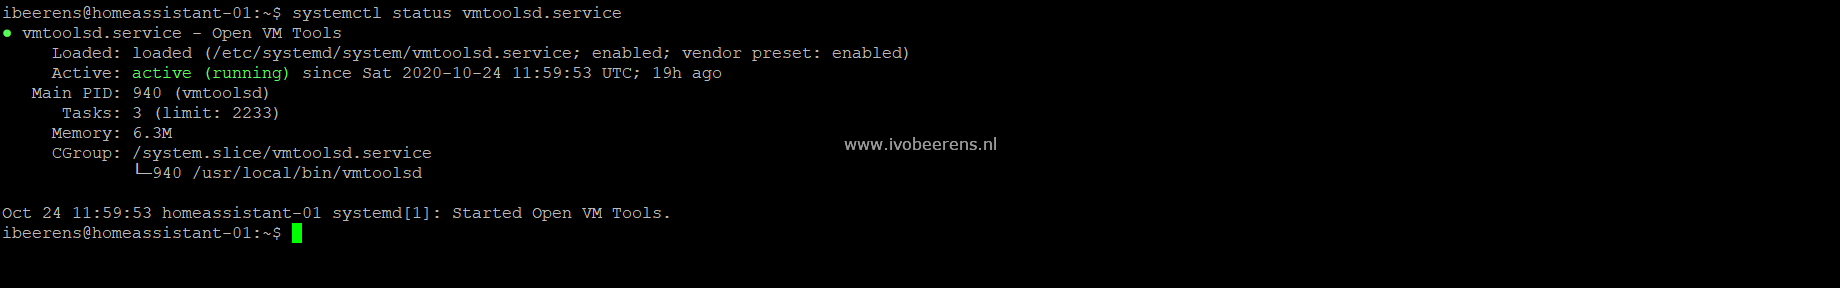 ibeerens@homeassistant-01:~$ systemctl status vmtoolsd.service
● vmtoolsd.service - Open VM Tools
Loaded: loaded (/etc/systemd/system/vmtoolsd.service; enabled; vendor preset: enabled)
Active: active (running) since Sat 2020-10-24 11:59:53 UTC; 19h ago
Main PID: 940 (vmtoolsd)
Tasks: 3 (limit: 2233)
Memory: 6.3M
www.ivobeerens.nl
CGroup: /system.slice/vmtoolsd.service
└─940 /usr/local/bin/vmtoolsd
Oct 24 11:59:53 homeassistant-01 systemd[1]: Started Open VM Tools.
ibeerens@homeassistant-01:~$